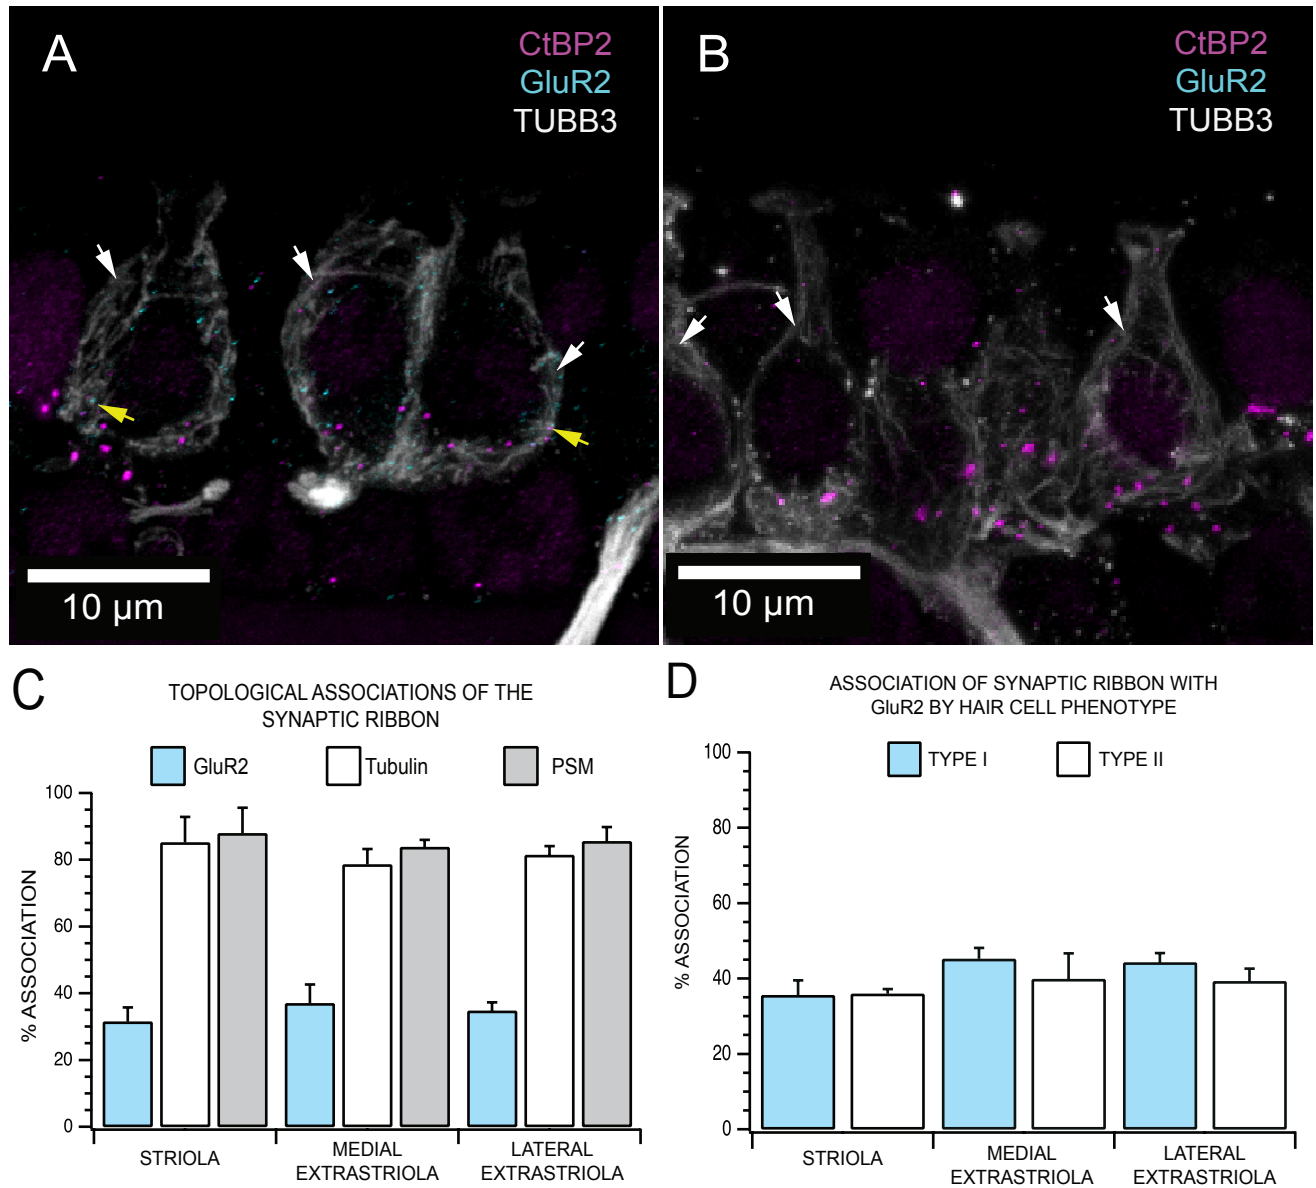 A
CtBP2
GluR2
TUBB3
10 µm
B
CtBP2
GluR2
TUBB3
10 µm
C
TOPOLOGICAL ASSOCIATIONS OF THE
SYNAPTIC RIBBON
GluR2 Tubulin PSM
% ASSOCIATION
100
80
60
40
20
0
STRIOLA
MEDIAL
EXTRASTRIOLA
LATERAL
EXTRASTRIOLA
D
ASSOCIATION OF SYNAPTIC RIBBON WITH
GluR2 BY HAIR CELL PHENOTYPE
TYPE I TYPE II
% ASSOCIATION
100
80
60
40
20
0
STRIOLA
MEDIAL
EXTRASTRIOLA
LATERAL
EXTRASTRIOLA